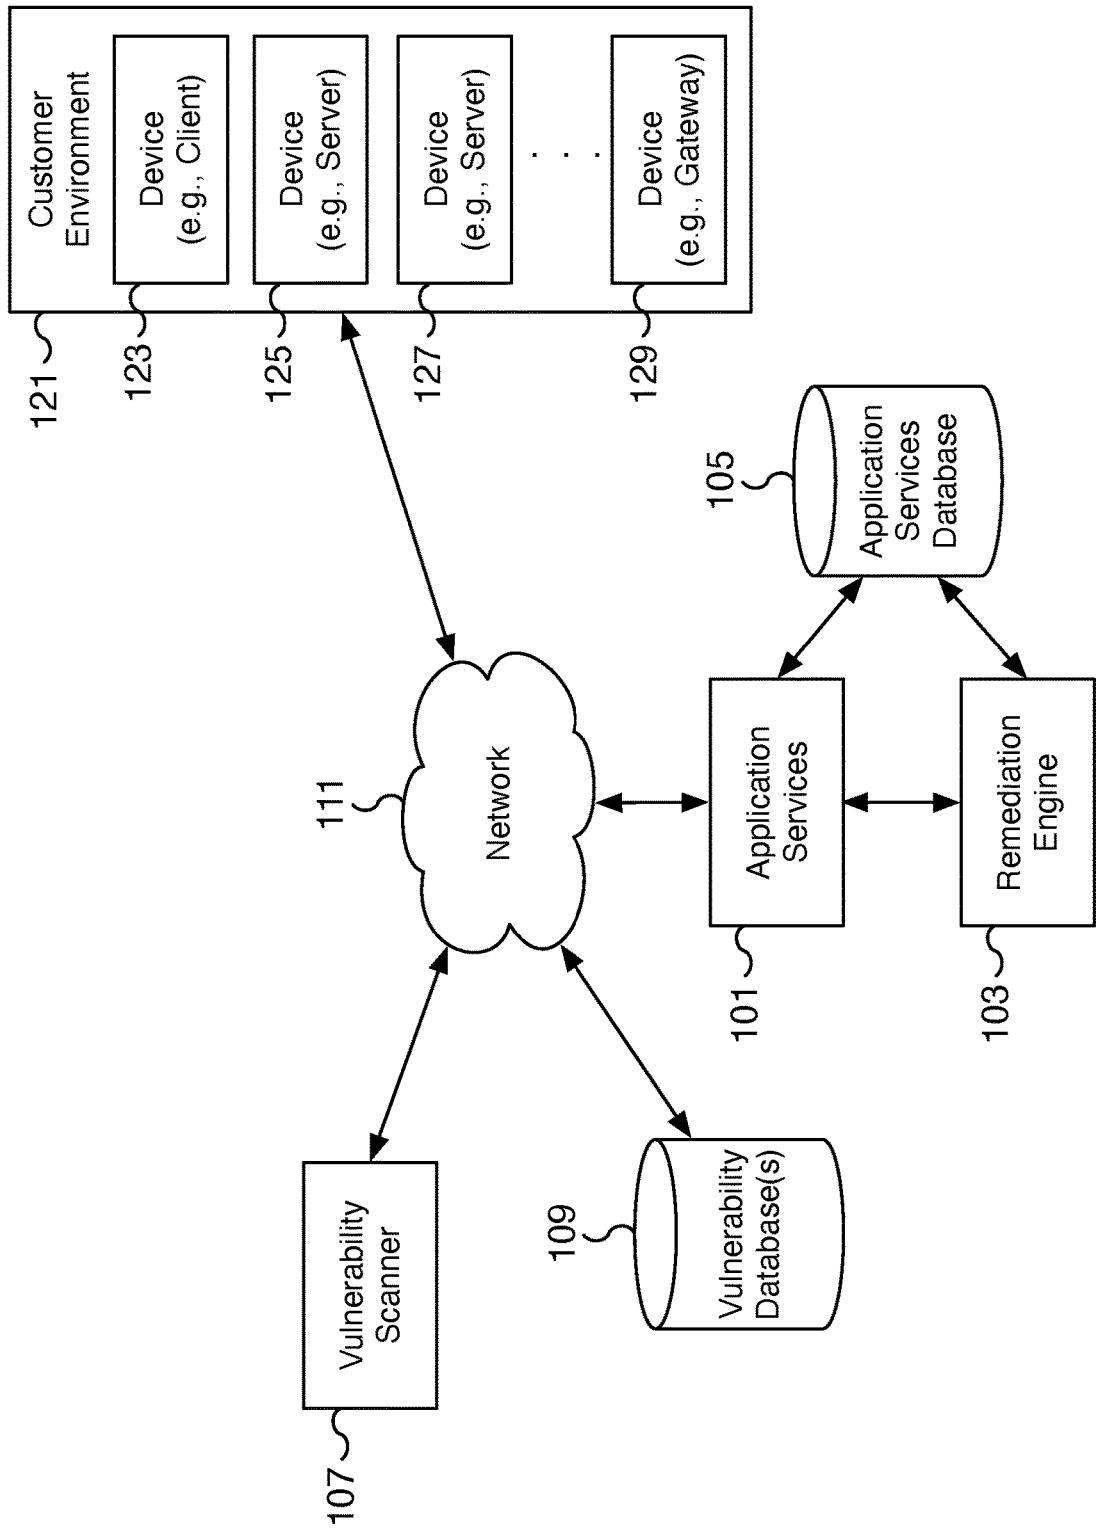 Vulnerability
Scanner
107
Vulnerability
Database(s)
109
Network
111
Application
Services
101
Remediation
Engine
103
Application
Services
Database
105
Customer
Environment
121
Device
(e.g., Client)
123
Device
(e.g., Server)
125
Device
(e.g., Server)
127
. . .
Device
(e.g., Gateway)
129